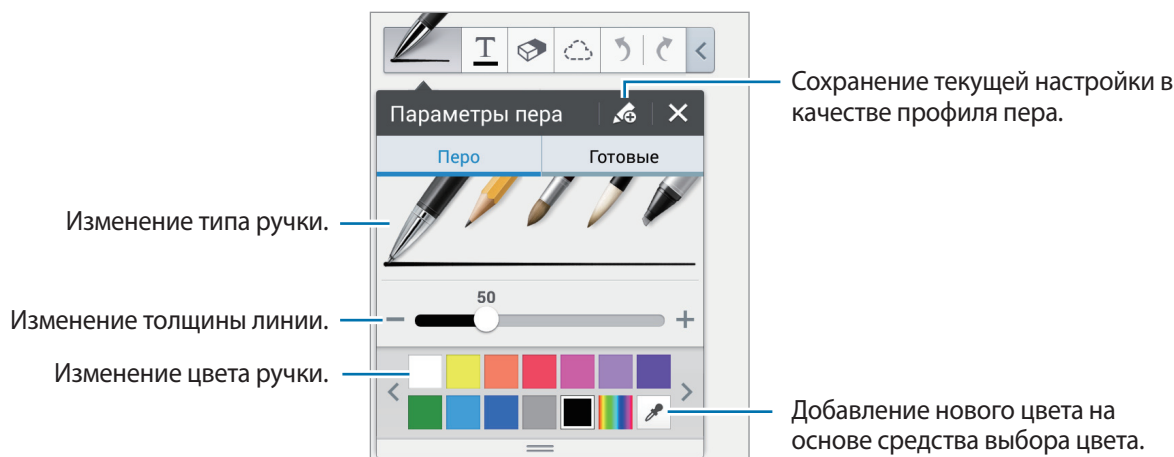 T
Параметры пера
Перо
Готовые
50
Сохранение текущей настройки в
качестве профиля пера.
Изменение типа ручки.
Изменение толщины линии.
Изменение цвета ручки.
Добавление нового цвета на
основе средства выбора цвета.